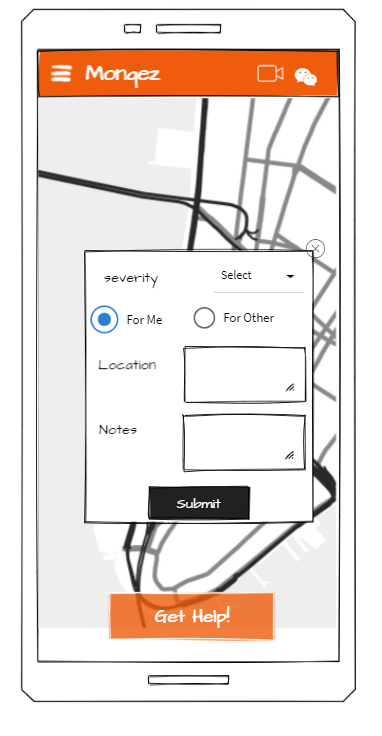 Monqez
severity Select
For Me For Other
Location
Notes
Submit
Get Help!